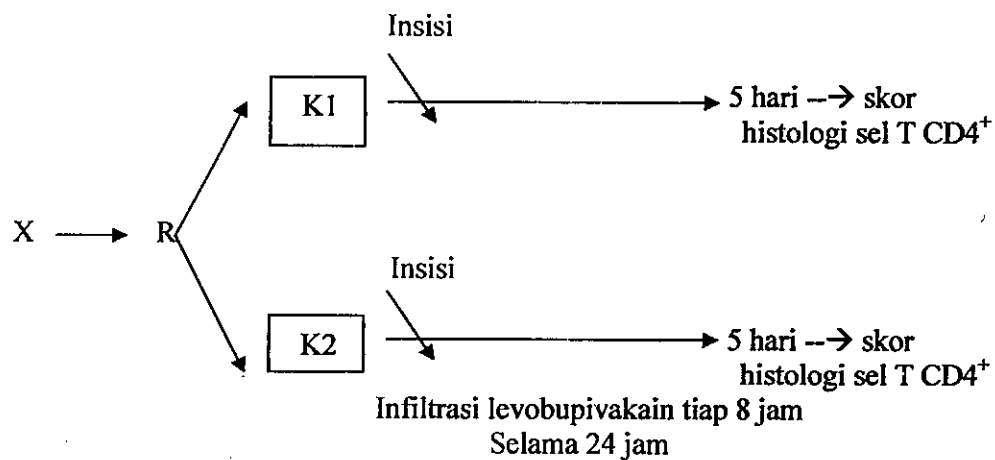 Insisi
K1
5 hari --→ skor
histologi sel T CD4⁺
X
R
Insisi
K2
5 hari --→ skor
histologi sel T CD4⁺
Infiltrasi levobupivakain tiap 8 jam
Selama 24 jam